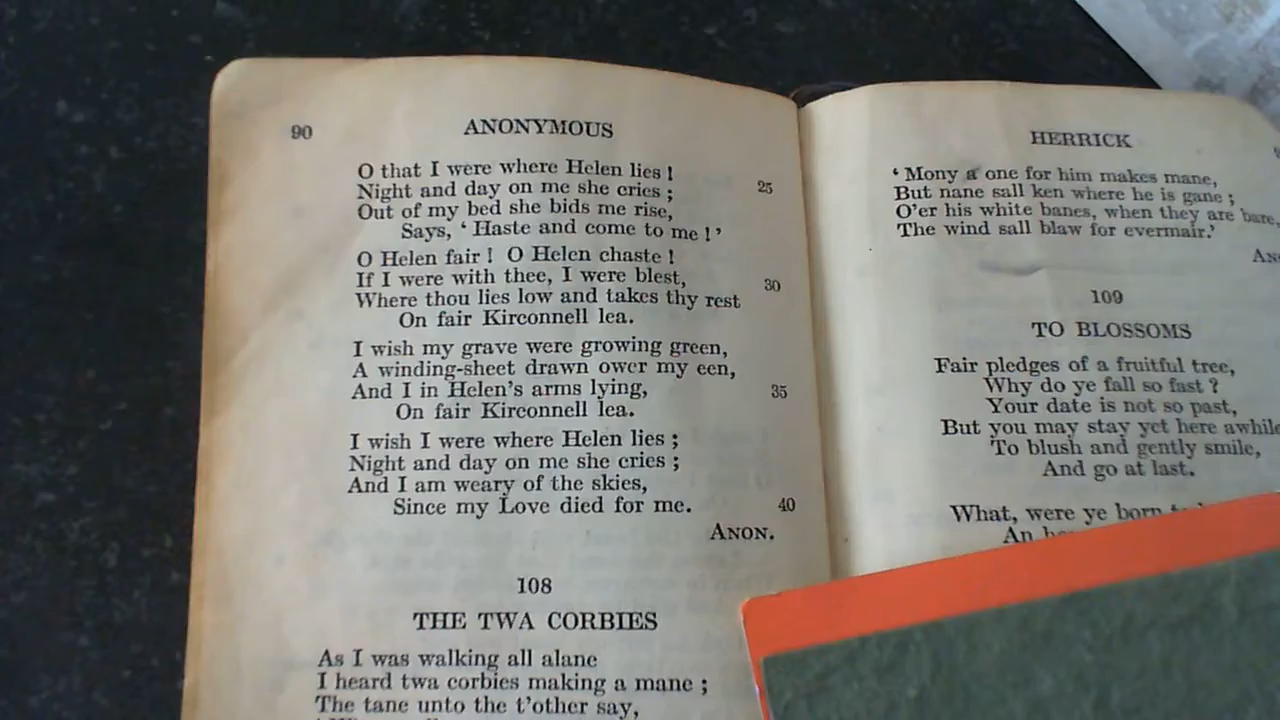 90 ANONYMOUS
O that I were where Helen lies !
Night and day on me she cries ; 25
Out of my bed she bids me rise,
Says, ‘ Haste and come to me ! ’
O Helen fair ! O Helen chaste !
If I were with thee, I were blest, 30
Where thou lies low and takes thy rest
On fair Kirconnell lea.
I wish my grave were growing green,
A winding-sheet drawn ower my een,
And I in Helen's arms lying, 35
On fair Kirconnell lea.
I wish I were where Helen lies ;
Night and day on me she cries ;
And I am weary of the skies,
Since my Love died for me. 40
ANON.
108
THE TWA CORBIES
As I was walking all alane
I heard twa corbies making a mane ;
The tane unto the t'other say,
HERRICK
‘ Mony a one for him makes mane,
But nane sall ken where he is gane ;
O'er his white banes, when they are bare,
The wind sall blaw for evermair.’
109
TO BLOSSOMS
Fair pledges of a fruitful tree,
Why do ye fall so fast ?
Your date is not so past,
But you may stay yet here awhile
To blush and gently smile,
And go at last.
What, were ye born
An